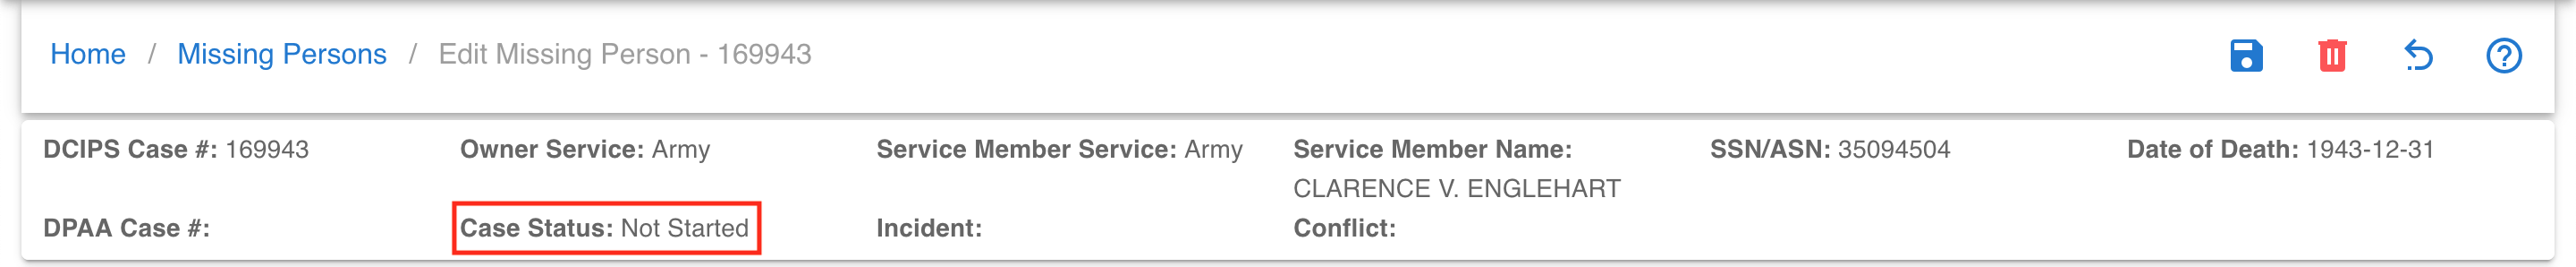 Home / Missing Persons / Edit Missing Person - 169943
DCIPS Case #: 169943 Owner Service: Army Service Member Service: Army Service Member Name: SSN/ASN: 35094504 Date of Death: 1943-12-31
CLARENCE V. ENGLEHART
DPAA Case #: Case Status: Not Started Incident: Conflict: